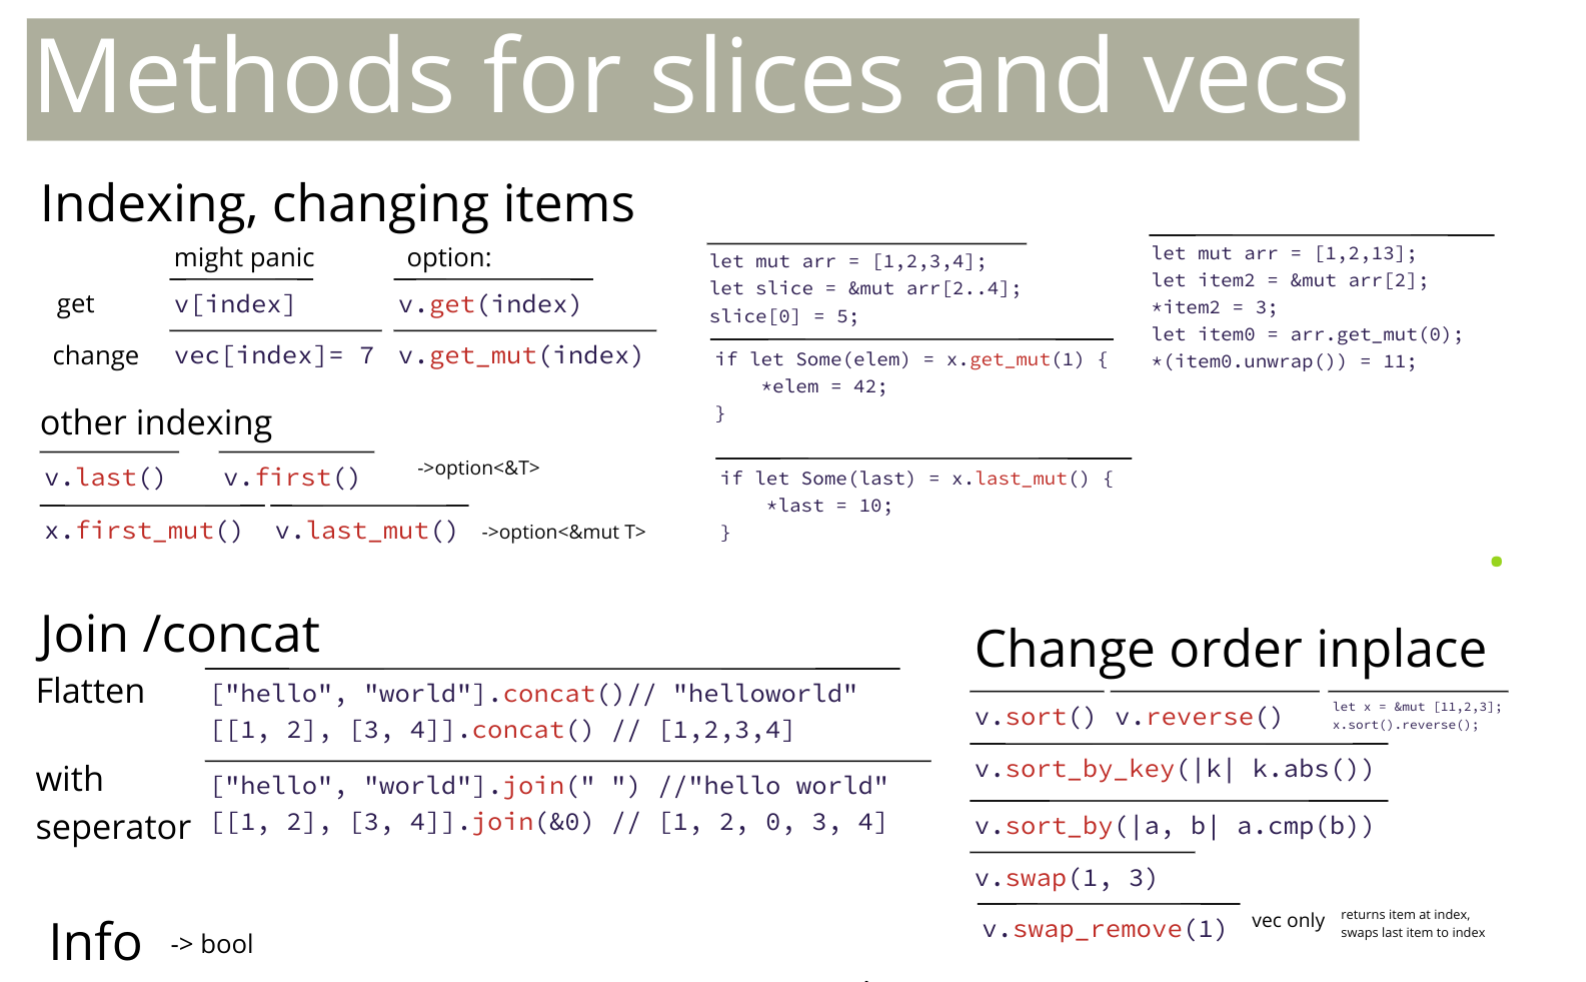 Methods for slices and vecs
Indexing, changing items
might panic option:
get v[index] v.get(index)
change vec[index]= 7 v.get_mut(index)
other indexing
v.last() v.first() ->option<&T>
x.first_mut() v.last_mut() ->option<&mut T>
let mut arr = [1,2,3,4];
let slice = &mut arr[2..4];
slice[0] = 5;
if let Some(elem) = x.get_mut(1) {
*elem = 42;
}
if let Some(last) = x.last_mut() {
*last = 10;
}
let mut arr = [1,2,13];
let item2 = &mut arr[2];
*item2 = 3;
let item0 = arr.get_mut(0);
*(item0.unwrap()) = 11;
Join /concat
Flatten ["hello", "world"].concat()// "helloworld"
[[1, 2], [3, 4]].concat() // [1,2,3,4]
with ["hello", "world"].join(" ") //"hello world"
seperator [[1, 2], [3, 4]].join(&0) // [1, 2, 0, 3, 4]
Change order inplace
v.sort() v.reverse()
let x = &mut [11,2,3];
x.sort().reverse();
v.sort_by_key(|k| k.abs())
v.sort_by(|a, b| a.cmp(b))
v.swap(1, 3)
v.swap_remove(1) vec only
returns item at index,
swaps last item to index
Info -> bool